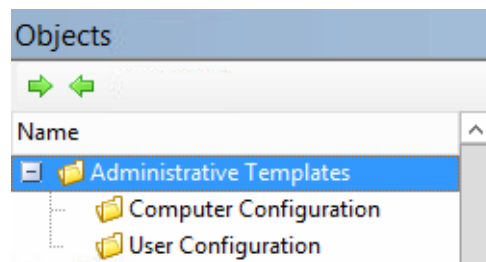 Objects
Name
Administrative Templates
Computer Configuration
User Configuration